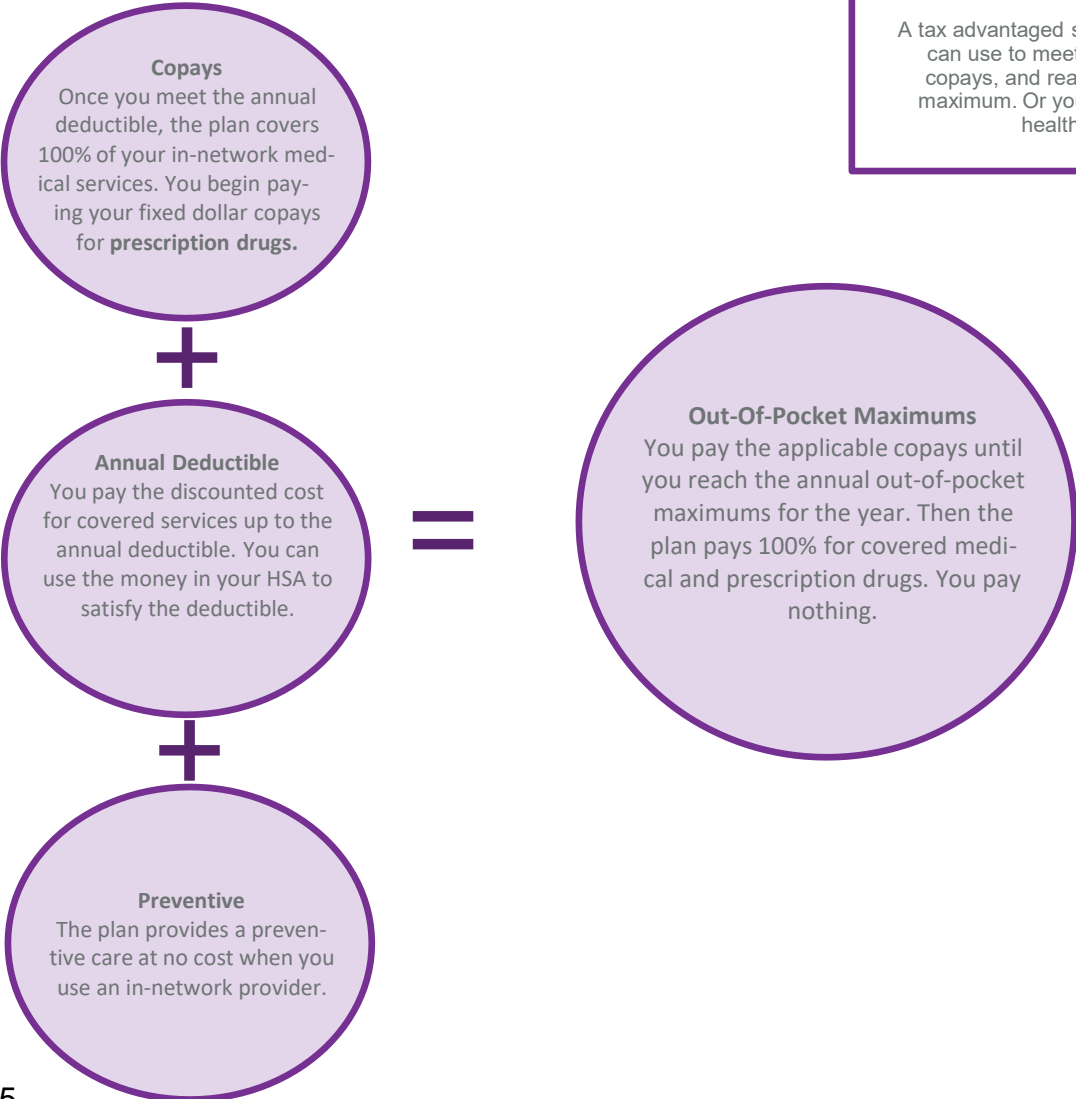 Copays
Once you meet the annual
deductible, the plan covers
100% of your in-network med-
ical services. You begin pay-
ing your fixed dollar copays
for prescription drugs.
+
Annual Deductible
You pay the discounted cost
for covered services up to the
annual deductible. You can
use the money in your HSA to
satisfy the deductible.
+
Preventive
The plan provides a preven-
tive care at no cost when you
use an in-network provider.
=
Out-Of-Pocket Maximums
You pay the applicable copays until
you reach the annual out-of-pocket
maximums for the year. Then the
plan pays 100% for covered medi-
cal and prescription drugs. You pay
nothing.
A tax advantaged
can use to meet
copays, and
maximum. Or
health
5